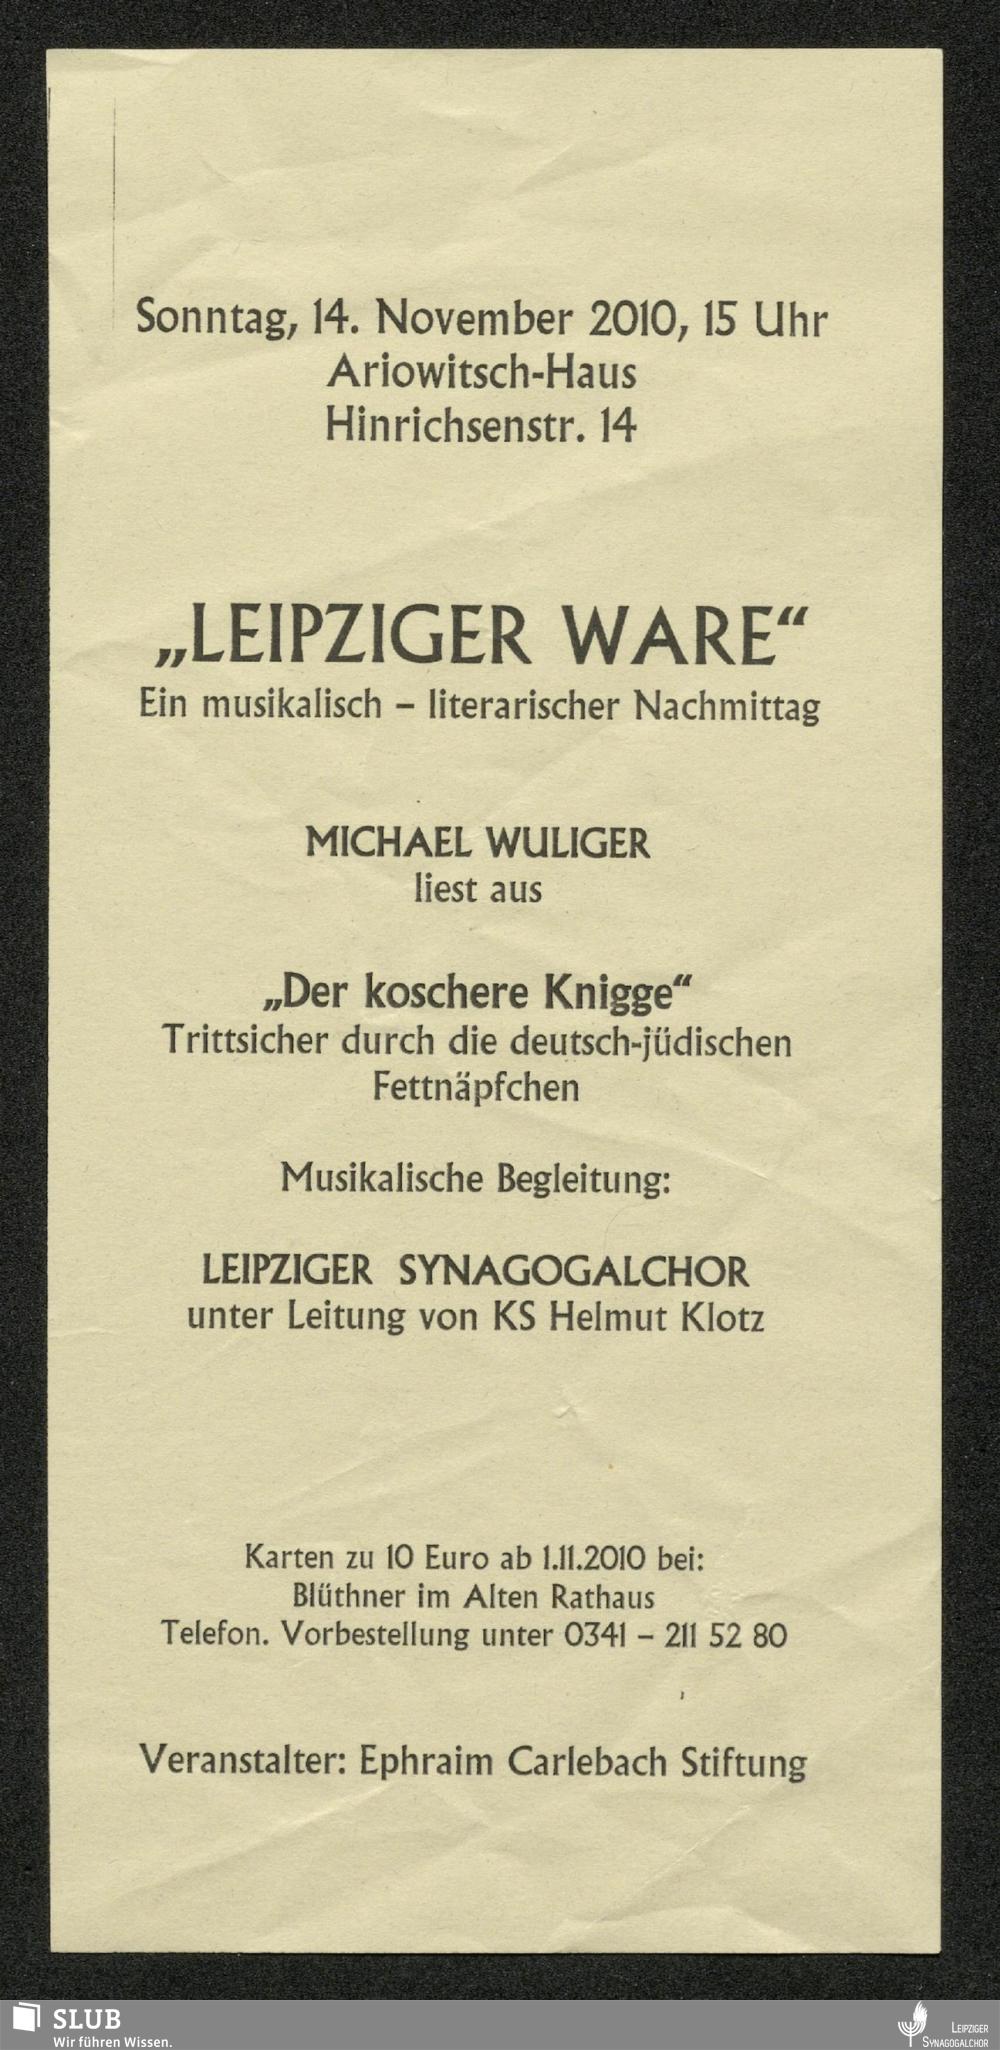 Sonntag, 14. November 2010, 15 Uhr
Ariowitsch-Haus
Hinrichsenstr. 14
„LEIPZIGER WARE“
Ein musikalisch – literarischer Nachmittag
MICHAEL WULIGER
liest aus
„Der koschere Knigge“
Trittsicher durch die deutsch-jüdischen
Fettnäpfchen
Musikalische Begleitung:
LEIPZIGER SYNAGOGALCHOR
unter Leitung von KS Helmut Klotz
Karten zu 10 Euro ab 1.11.2010 bei:
Blüthner im Alten Rathaus
Telefon. Vorbestellung unter 0341 – 211 52 80
Veranstalter: Ephraim Carlebach Stiftung
SLUB
Wir führen Wissen.
LEIPZIGER
SYNAGOGALCHOR